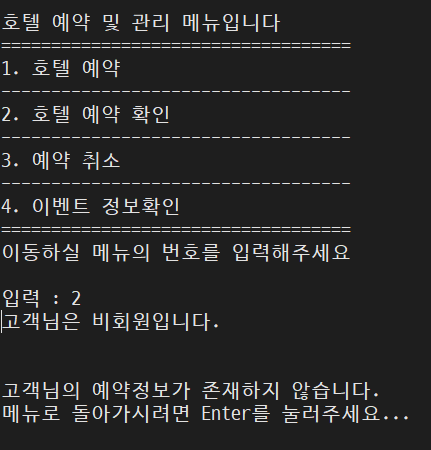 호텔 예약 및 관리 메뉴입니다
===================================
1. 호텔 예약
-----------------------------------
2. 호텔 예약 확인
-----------------------------------
3. 예약 취소
-----------------------------------
4. 이벤트 정보확인
===================================
이동하실 메뉴의 번호를 입력해주세요
입력 : 2
고객님은 비회원입니다.
고객님의 예약정보가 존재하지 않습니다.
메뉴로 돌아가시려면 Enter를 눌러주세요...